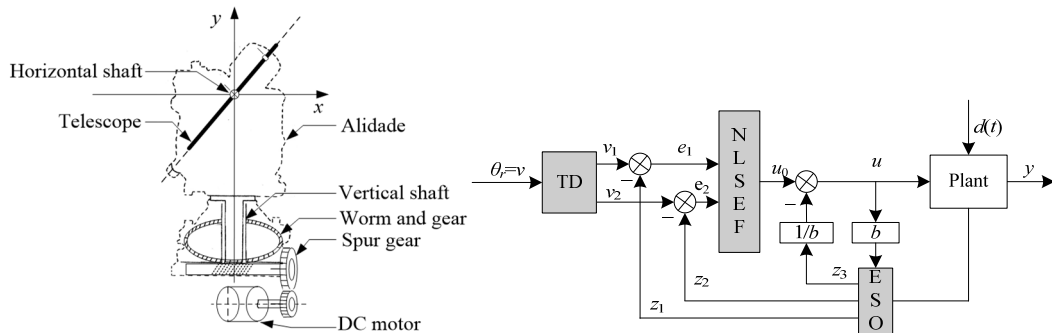 y
Horizontal shaft
x
Telescope
Alidade
Vertical shaft
Worm and gear
Spur gear
DC motor
d(t)
θr=v
TD
v1
v2
e1
e2
N
L
S
E
F
u0
u
Plant
y
1/b
b
z3
z2
z1
E
S
O